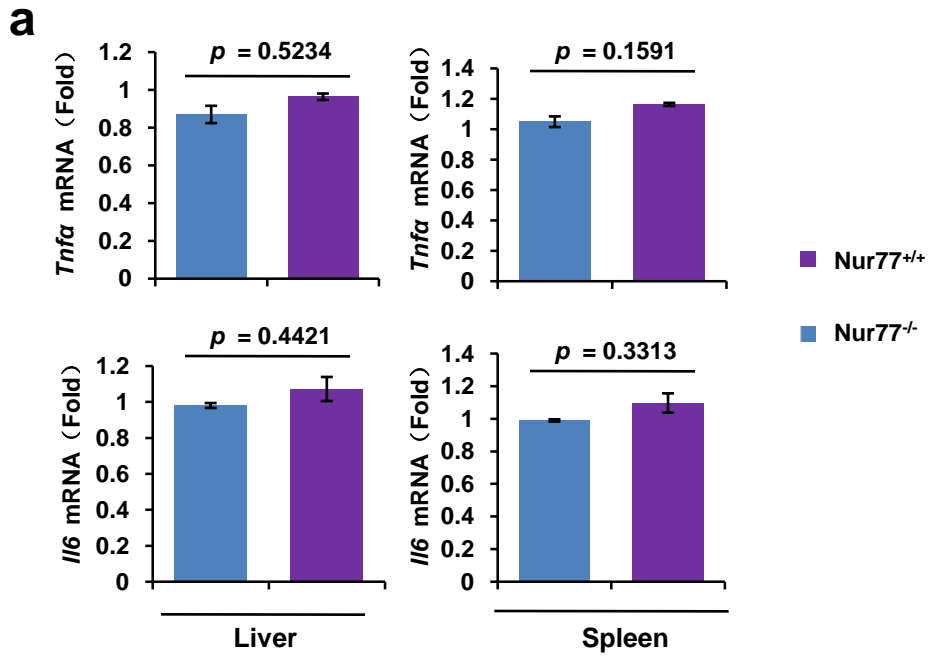 a
p = 0.5234
Tnfα mRNA（Fold）
1.2
1
0.8
0.6
0.4
0.2
0
p = 0.1591
Tnfα mRNA（Fold）
1.4
1.2
1
0.8
0.6
0.4
0.2
0
Nur77+/+
Nur77-/-
p = 0.4421
Il6 mRNA（Fold）
1.2
1
0.8
0.6
0.4
0.2
0
Liver
p = 0.3313
Il6 mRNA（Fold）
1.4
1.2
1
0.8
0.6
0.4
0.2
0
Spleen